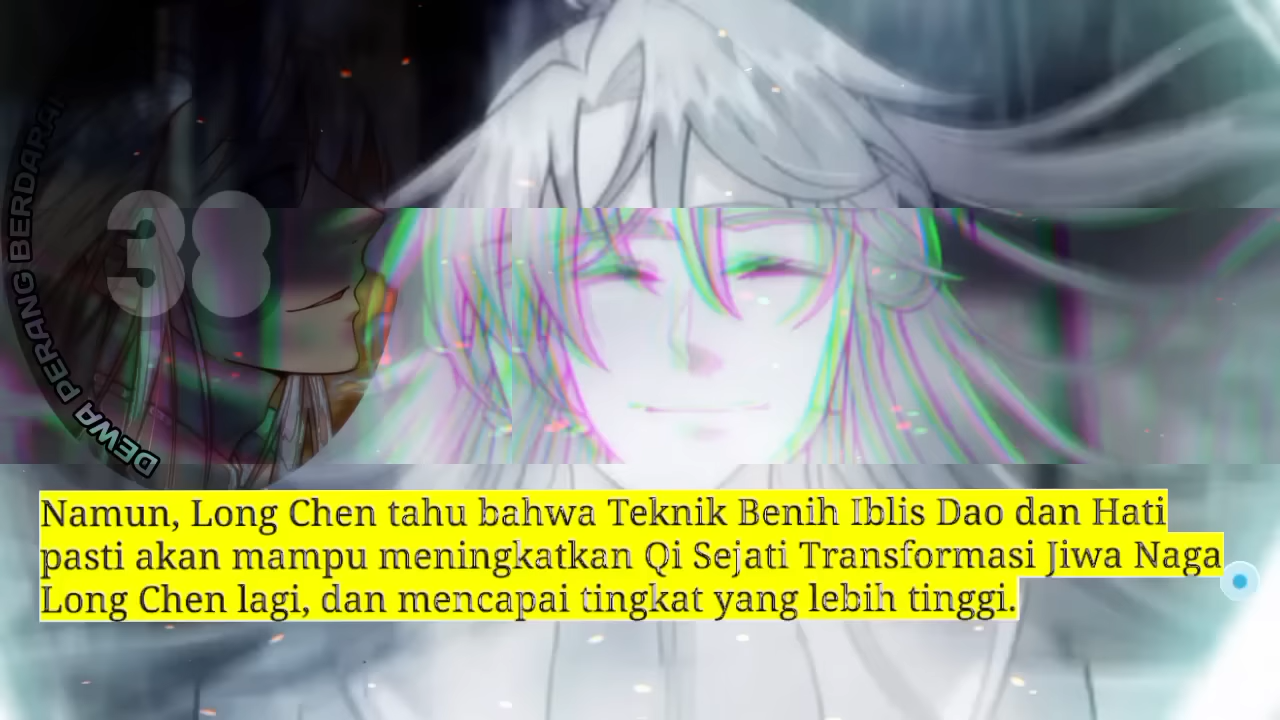 DEWA PERANG BERDARAH
38
Namun, Long Chen tahu bahwa Teknik Benih Iblis Dao dan Hati
pasti akan mampu meningkatkan Qi Sejati Transformasi Jiwa Naga
Long Chen lagi, dan mencapai tingkat yang lebih tinggi.